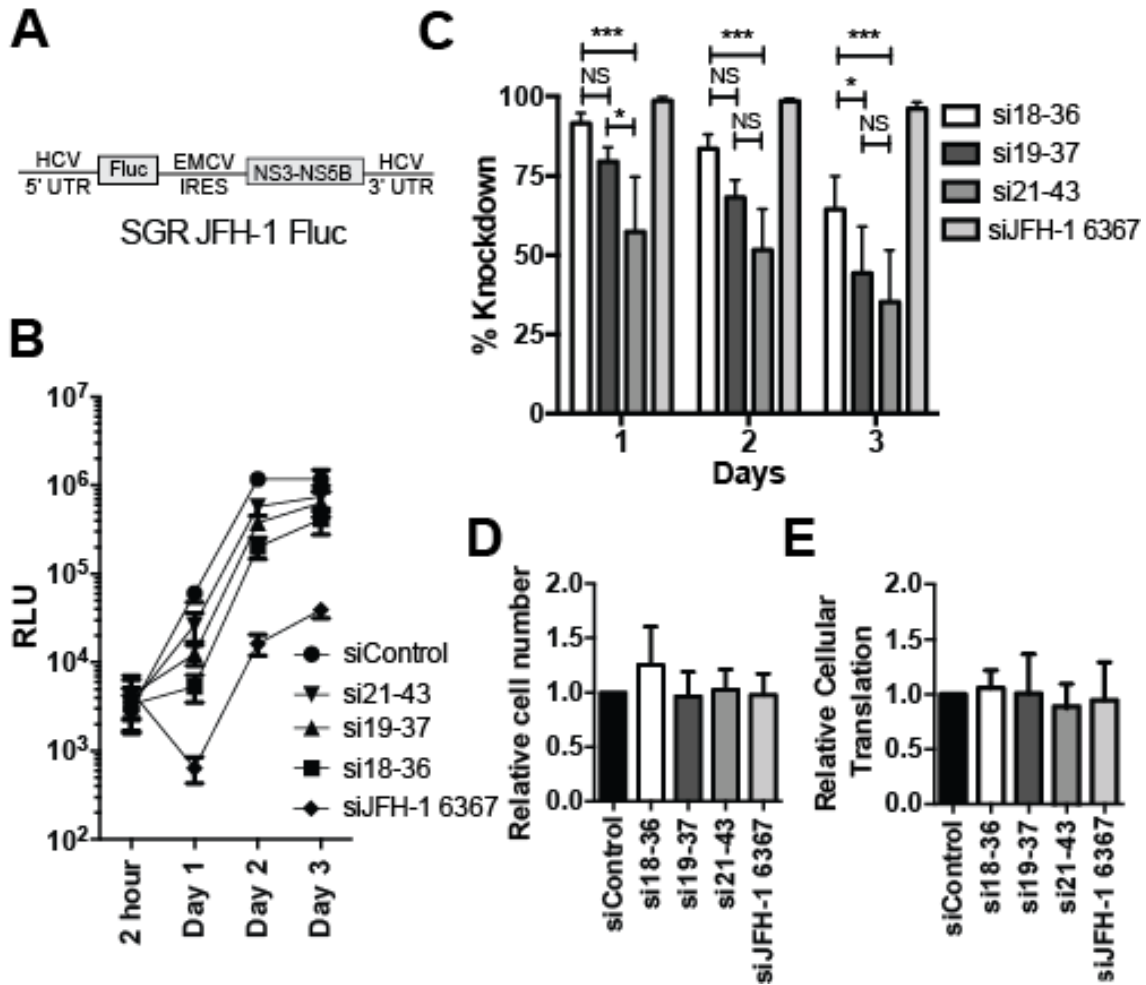 A
HCV
5' UTR
Fluc
EMCV
IRES
NS3-NS5B
HCV
3' UTR
SGR JFH-1 Fluc
B
RLU
10^7
10^6
10^5
10^4
10^3
10^2
2 hour
Day 1
Day 2
Day 3
siControl
si21-43
si19-37
si18-36
siJFH-1 6367
C
% Knockdown
100
75
50
25
0
***
NS
*
***
NS
NS
***
*
NS
1
2
3
Days
si18-36
si19-37
si21-43
siJFH-1 6367
D
Relative cell number
2.0
1.5
1.0
0.5
0.0
siControl
si18-36
si19-37
si21-43
siJFH-1 6367
E
Relative Cellular
Translation
2.0
1.5
1.0
0.5
0.0
siControl
si18-36
si19-37
si21-43
siJFH-1 6367